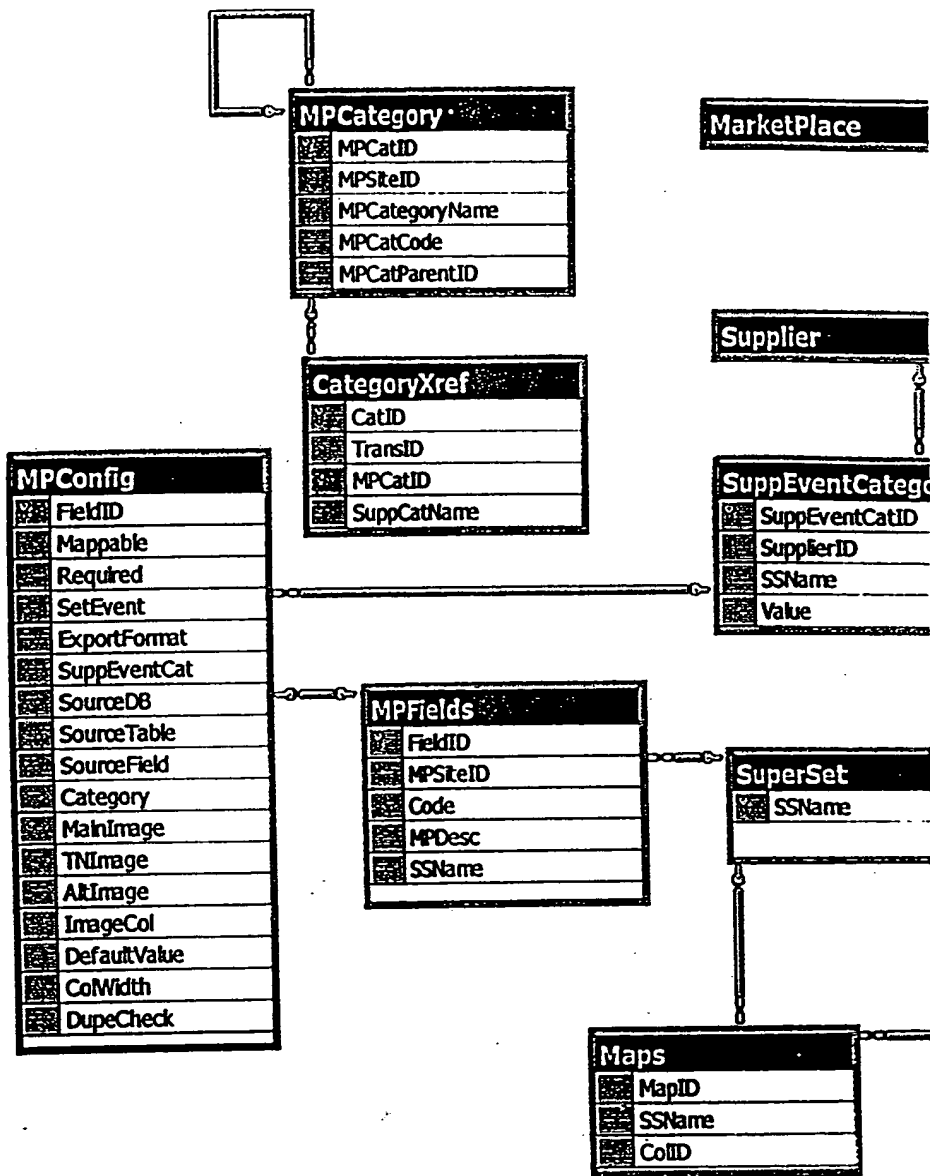 MPCategory
MPCatID
MPSiteID
MPCategoryName
MPCatCode
MPCatParentID
MarketPlace
Supplier
CategoryXref
CatID
TransID
MPCatID
SuppCatName
MPConfig
FieldID
Mappable
Required
SetEvent
ExportFormat
SuppEventCat
SourceDB
SourceTable
SourceField
Category
MainImage
TNImage
AltImage
ImageCol
DefaultValue
ColWidth
DupeCheck
SuppEventCatego
SuppEventCatID
SupplierID
SSName
Value
MPFields
FieldID
MPSiteID
Code
MPDesc
SSName
SuperSet
SSName
Maps
MapID
SSName
ColID